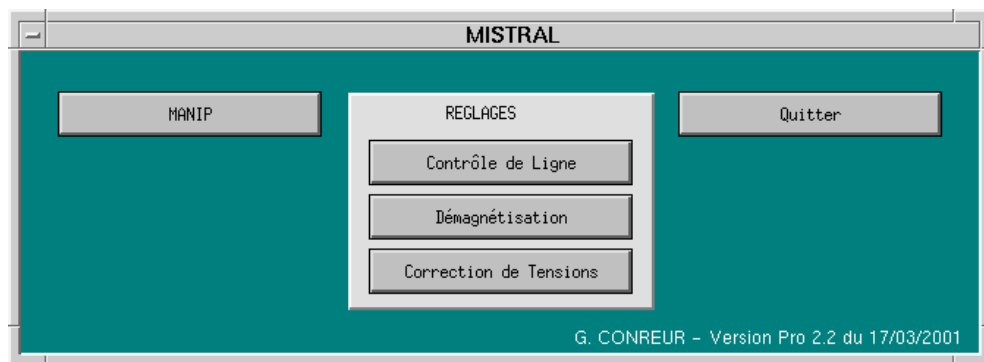 MISTRAL
MANIP
REGLAGES
Quitter
Contrôle de Ligne
Démagnétisation
Correction de Tensions
G. CONREUR – Version Pro 2.2 du 17/03/2001